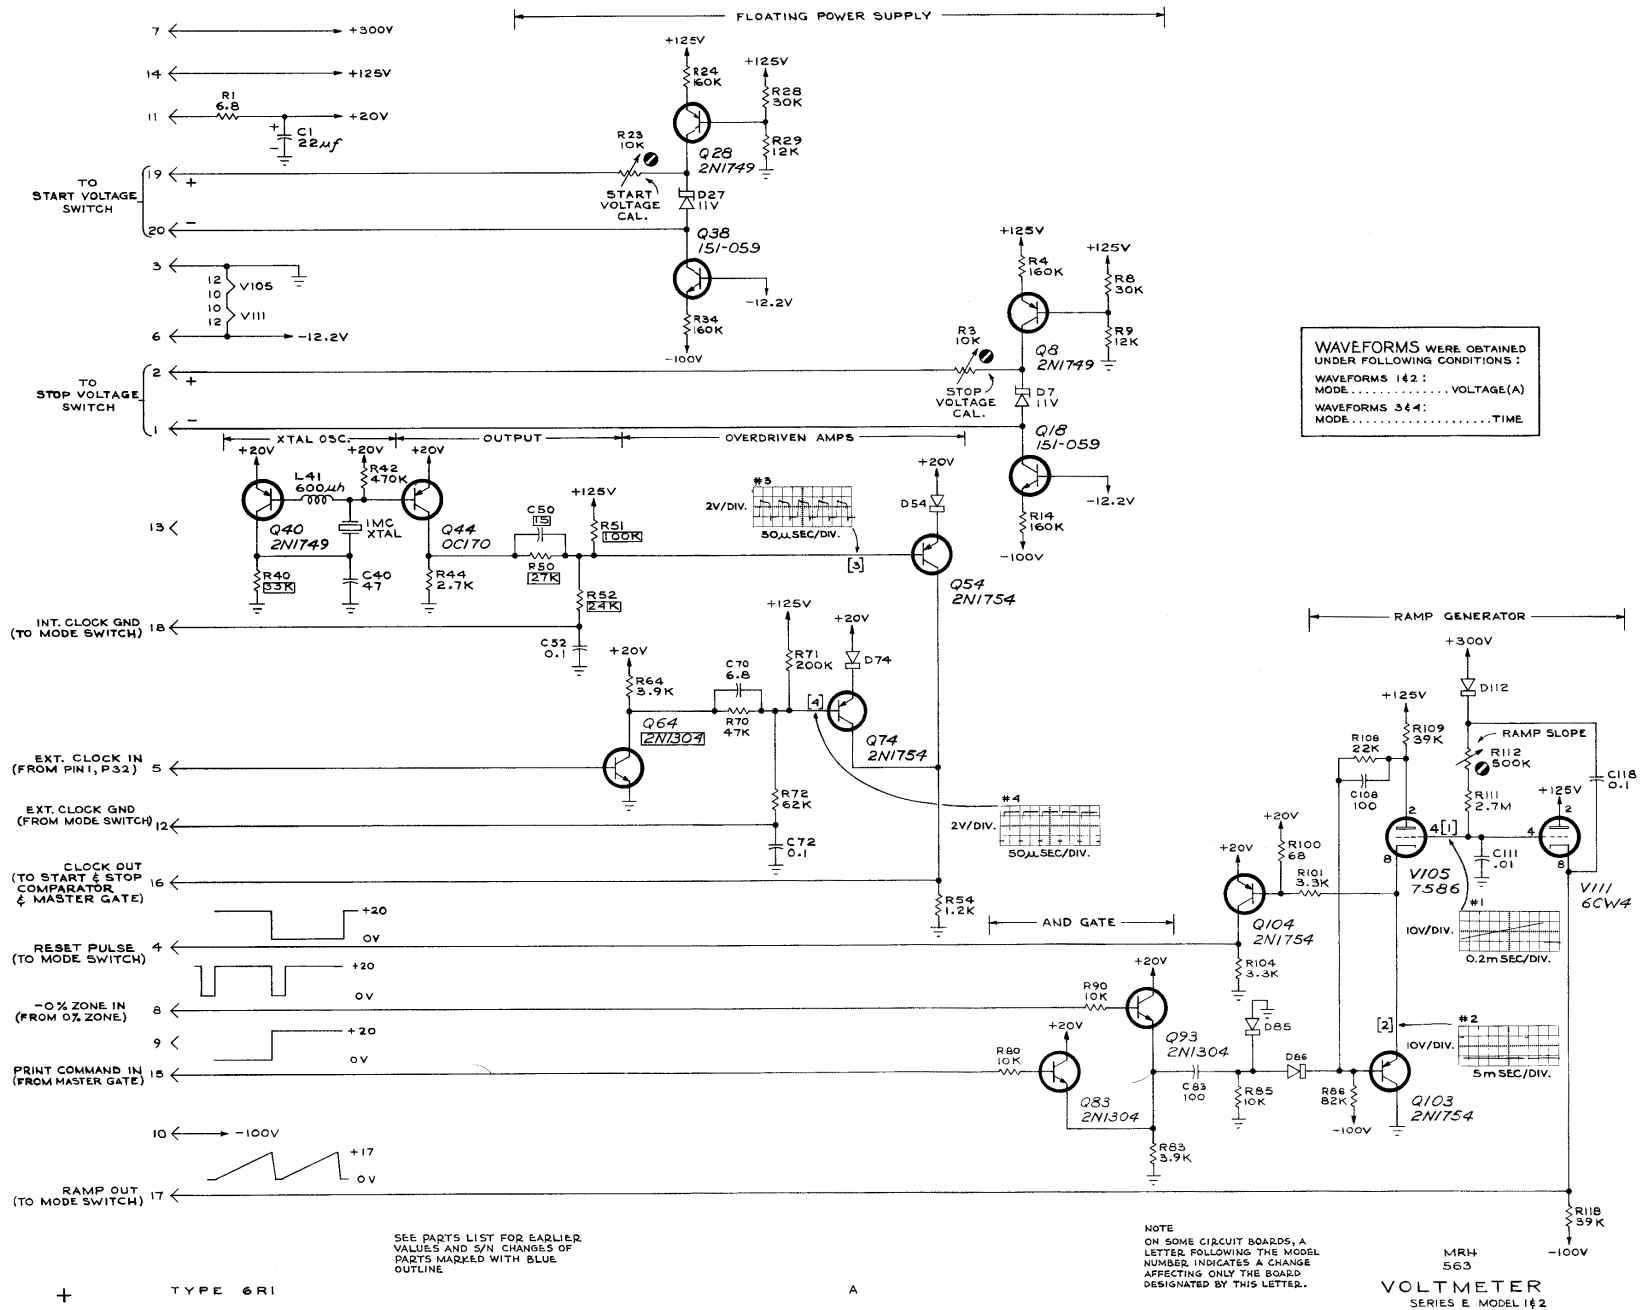 FLOATING POWER SUPPLY
7
+300V
14
+125V
R1
6.8
11
+20V
+
C1
22µf
-
+125V
R24
160K
+125V
R28
30K
R29
12K
Q28
2N1749
R23
10K
START
VOLTAGE
CAL.
D27
11V
TO
START VOLTAGE
SWITCH
19
+
20
-
Q38
151-059
-12.2V
R34
160K
-100V
3
12
10
V105
10
12
V111
6
-12.2V
+125V
R4
160K
+125V
R8
30K
R9
12K
Q8
2N1749
R3
10K
STOP
VOLTAGE
CAL.
D7
11V
TO
STOP VOLTAGE
SWITCH
2
+
1
-
Q18
151-059
-12.2V
R14
160K
-100V
WAVEFORMS WERE OBTAINED
UNDER FOLLOWING CONDITIONS :
WAVEFORMS 1&2 :
MODE............. VOLTAGE(A)
WAVEFORMS 3&4:
MODE..................TIME
XTAL OSC.
OUTPUT
OVERDRIVEN AMPS
+20V
+20V
+20V
L41
600µh
R42
470K
1MC
XTAL
Q40
2N1749
Q44
OC170
13
R40
33K
C40
47
R44
2.7K
C50
15
R50
27K
+125V
R51
100K
R52
24K
#3
2V/DIV.
50µSEC/DIV.
[3]
+20V
D54
Q54
2N1754
INT. CLOCK GND
(TO MODE SWITCH) 18
C52
0.1
+20V
R64
3.9K
Q64
2N1304
C70
6.8
R70
47K
+125V
R71
200K
+20V
D74
[4]
Q74
2N1754
EXT. CLOCK IN
(FROM PIN 1, P32) 5
R72
62K
EXT. CLOCK GND
(FROM MODE SWITCH) 12
C72
0.1
#4
2V/DIV.
50µSEC/DIV.
CLOCK OUT
(TO START & STOP
COMPARATOR
& MASTER GATE)
16
R54
1.2K
RAMP GENERATOR
+300V
D112
+125V
R109
39K
R108
22K
C108
100
RAMP SLOPE
R112
500K
R111
2.7M
C118
0.1
+125V
2
4
[1]
8
V105
7586
C111
.01
2
4
8
V111
6CW4
#1
10V/DIV.
0.2mSEC/DIV.
+20V
+20V
R100
68
R101
3.3K
Q104
2N1754
R104
3.3K
+20
0V
RESET PULSE
(TO MODE SWITCH) 4
AND GATE
+20
0V
-0% ZONE IN
(FROM 0% ZONE) 8
R90
10K
+20V
Q93
2N1304
D85
[2]
#2
10V/DIV.
5mSEC/DIV.
9
+20
0V
PRINT COMMAND IN
(FROM MASTER GATE) 15
R80
10K
+20V
Q83
2N1304
C83
100
R85
10K
D86
R86
82K
-100V
Q103
2N1754
R83
3.9K
10
-100V
+17
0V
RAMP OUT
(TO MODE SWITCH) 17
R118
39K
-100V
SEE PARTS LIST FOR EARLIER
VALUES AND S/N CHANGES OF
PARTS MARKED WITH BLUE
OUTLINE
NOTE
ON SOME CIRCUIT BOARDS, A
LETTER FOLLOWING THE MODEL
NUMBER INDICATES A CHANGE
AFFECTING ONLY THE BOARD
DESIGNATED BY THIS LETTER.
MRH
563
VOLTMETER
SERIES E MODEL 1&2
+
TYPE 6R1
A